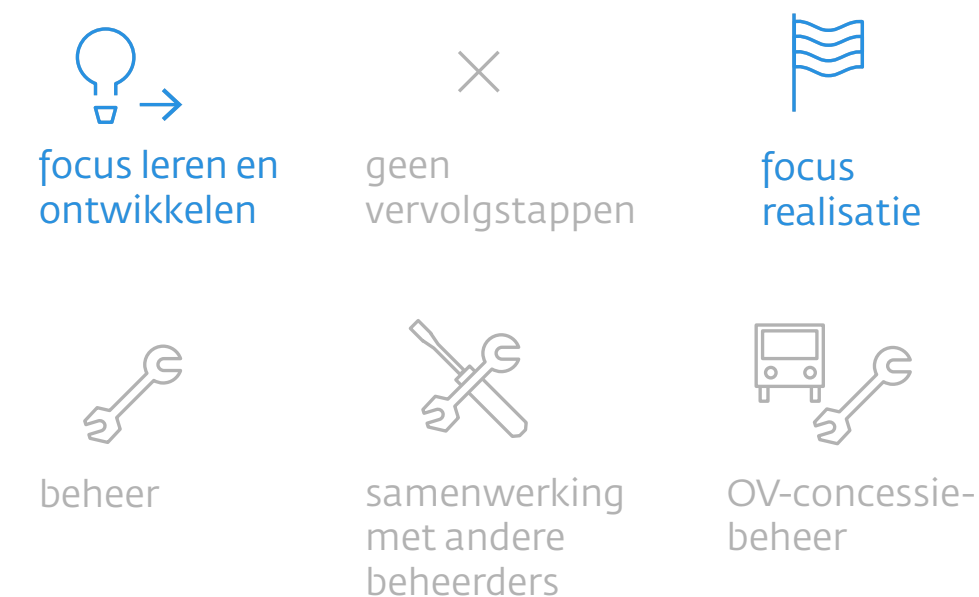 focus leren en
ontwikkelen
geen
vervolgstappen
focus
realisatie
beheer
samenwerking
met andere
beheerders
OV-concessie-
beheer